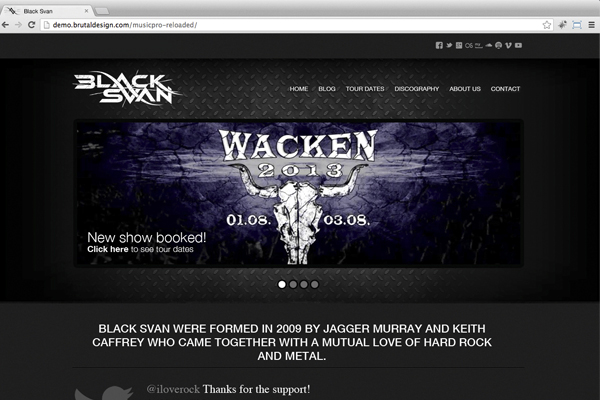 Black Svan
demo.brutaldesign.com/musicpro-reloaded/
BLACK
SVAN
HOME BLOG TOUR DATES DISCOGRAPHY ABOUT US CONTACT
WACKEN
2013
01.08. 03.08.
New show booked!
Click here to see tour dates
BLACK SVAN WERE FORMED IN 2009 BY JAGGER MURRAY AND KEITH
CAFFREY WHO CAME TOGETHER WITH A MUTUAL LOVE OF HARD ROCK
AND METAL.
@iloverock Thanks for the support!